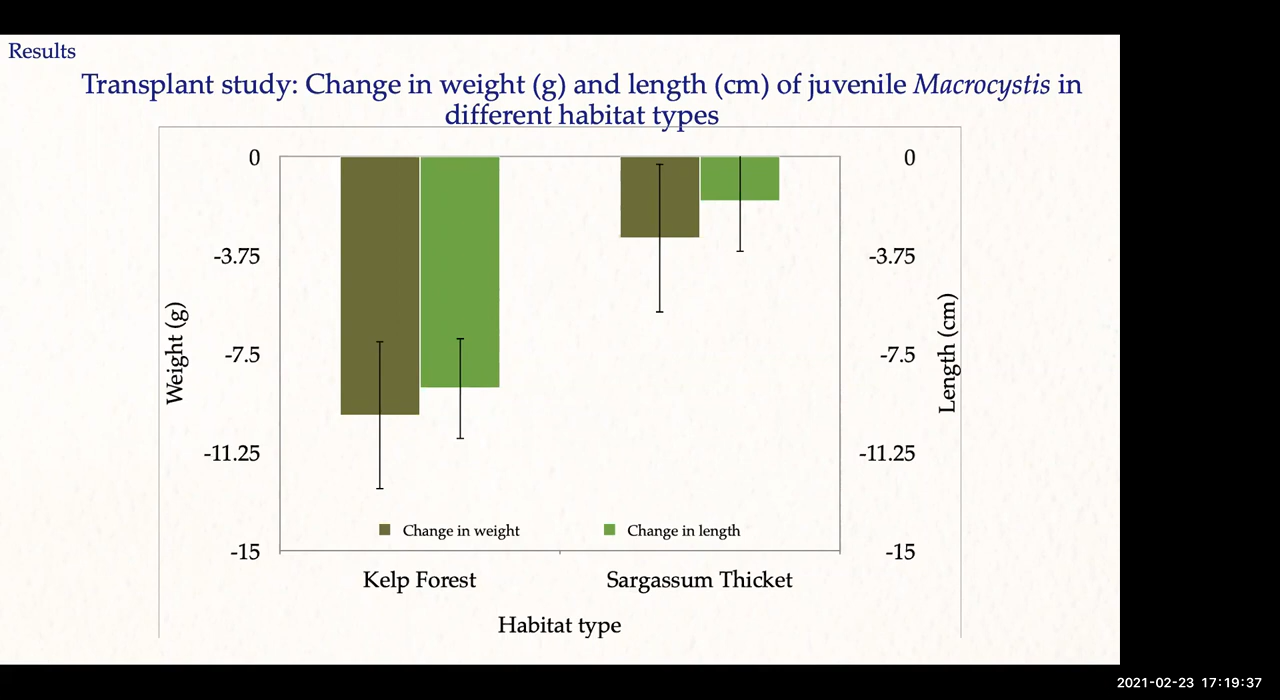 Results
Transplant study: Change in weight (g) and length (cm) of juvenile Macrocystis in
different habitat types
0
-3.75
-7.5
-11.25
-15
Weight (g)
0
-3.75
-7.5
-11.25
-15
Length (cm)
Change in weight
Change in length
Kelp Forest
Sargassum Thicket
Habitat type
2021-02-23 17:19:37